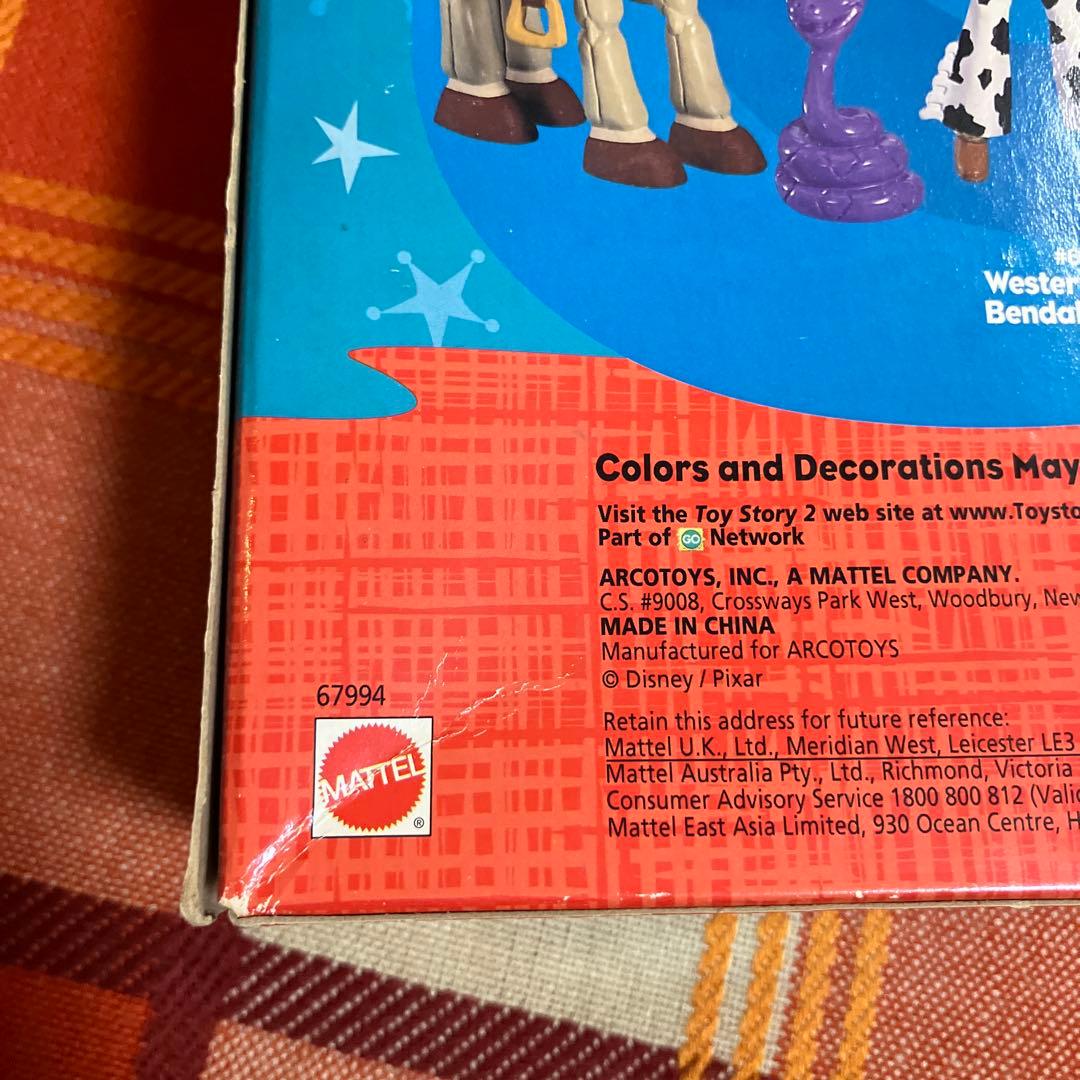 Wester
Benda
Colors and Decorations May
Visit the Toy Story 2 web site at www.Toysto
Part of GO Network
ARCOTOYS, INC., A MATTEL COMPANY.
C.S. #9008, Crossways Park West, Woodbury, New
MADE IN CHINA
Manufactured for ARCOTOYS
© Disney / Pixar
67994
MATTEL
®
Retain this address for future reference:
Mattel U.K., Ltd., Meridian West, Leicester LE3
Mattel Australia Pty., Ltd., Richmond, Victoria
Consumer Advisory Service 1800 800 812 (Valid
Mattel East Asia Limited, 930 Ocean Centre, H